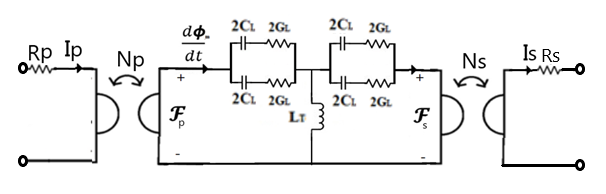 2CL 2GL 2CL 2GL
dϕm
dt
Rp Ip Np Ns Is Rs
+ +
2CL 2GL 2CL 2GL
ℱp LT ℱs
- -